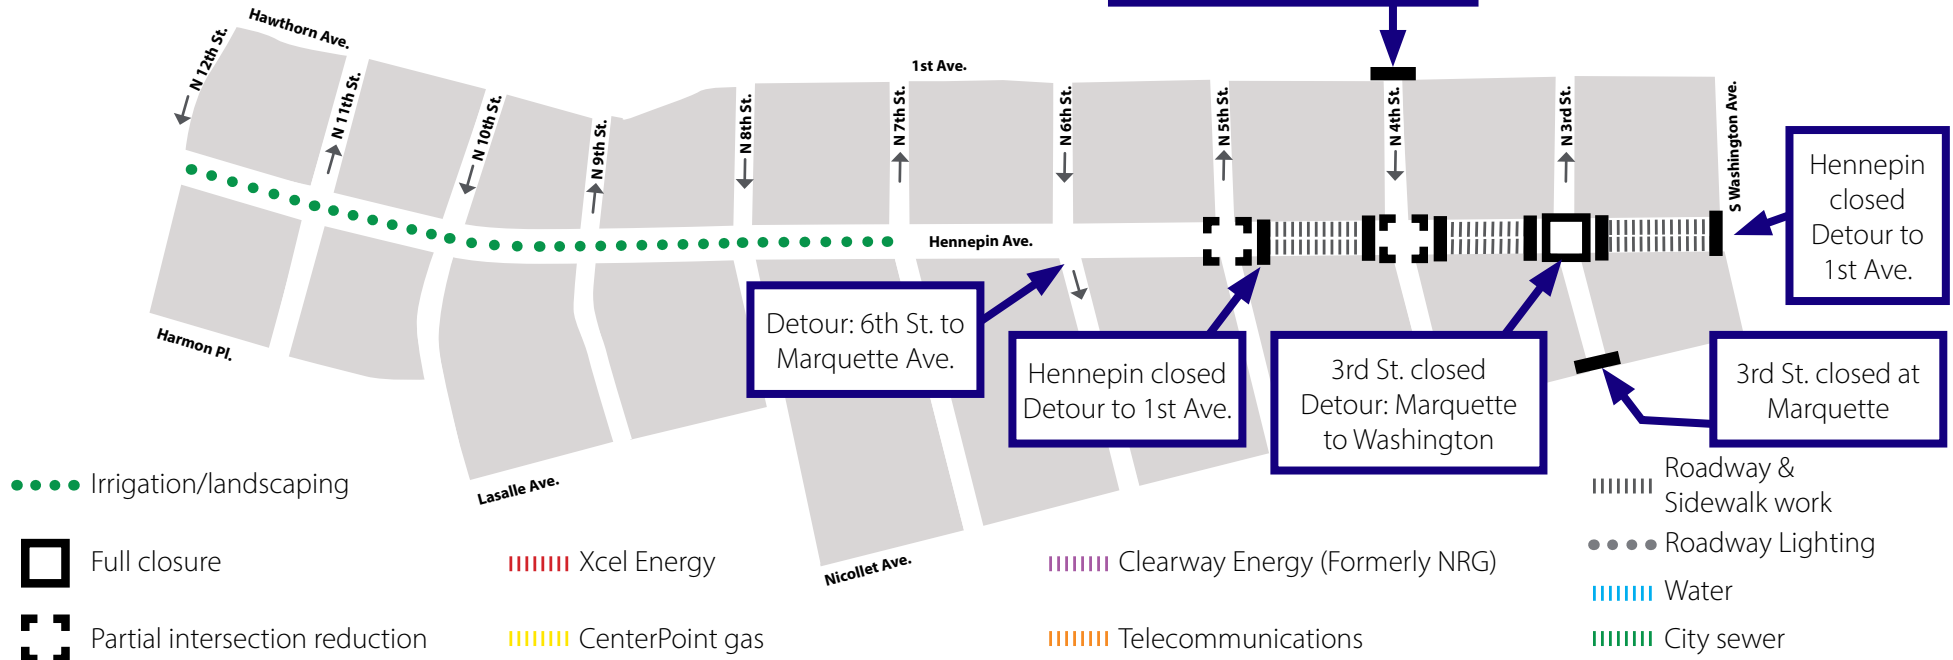 Hawthorn Ave.
N 12th St.
N 11th St.
N 10th St.
N 9th St.
N 8th St.
N 7th St.
1st Ave.
N 6th St.
N 5th St.
N 4th St.
N 3rd St.
S Washington Ave.
Hennepin
closed
Detour to
1st Ave.
Hennepin Ave.
Detour: 6th St. to
Marquette Ave.
Hennepin closed
Detour to 1st Ave.
3rd St. closed
Detour: Marquette
to Washington
3rd St. closed at
Marquette
Harmon Pl.
Lasalle Ave.
Nicollet Ave.
Irrigation/landscaping
Full closure
Partial intersection reduction
Xcel Energy
CenterPoint gas
Clearway Energy (Formerly NRG)
Telecommunications
Roadway &
Sidewalk work
Roadway Lighting
Water
City sewer